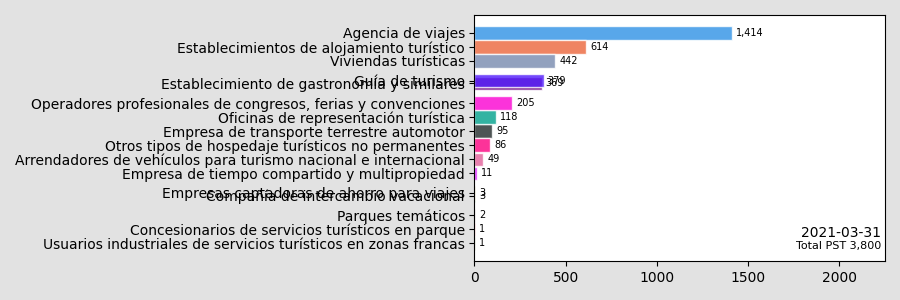 Agencia de viajes 1,414
Establecimientos de alojamiento turístico 614
Viviendas turísticas 442
Guía de turismo 379
Establecimiento de gastronomía y similares 369
Operadores profesionales de congresos, ferias y convenciones 205
Oficinas de representación turística 118
Empresa de transporte terrestre automotor 95
Otros tipos de hospedaje turísticos no permanentes 86
Arrendadores de vehículos para turismo nacional e internacional 49
Empresa de tiempo compartido y multipropiedad 11
Empresas captadoras de ahorro para viajes 3
Compañía de intercambio vacacional 3
Parques temáticos 2
Concesionarios de servicios turísticos en parque 1
Usuarios industriales de servicios turísticos en zonas francas 1
2021-03-31
Total PST 3,800
0 500 1000 1500 2000